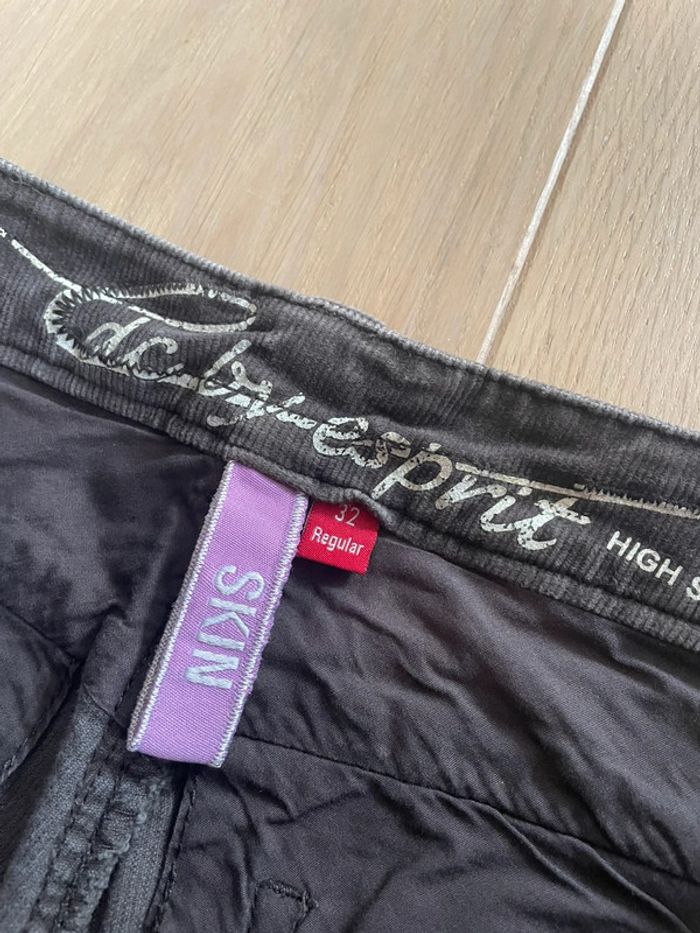 edc by esprit
HIGH S
32
Regular
SKIN